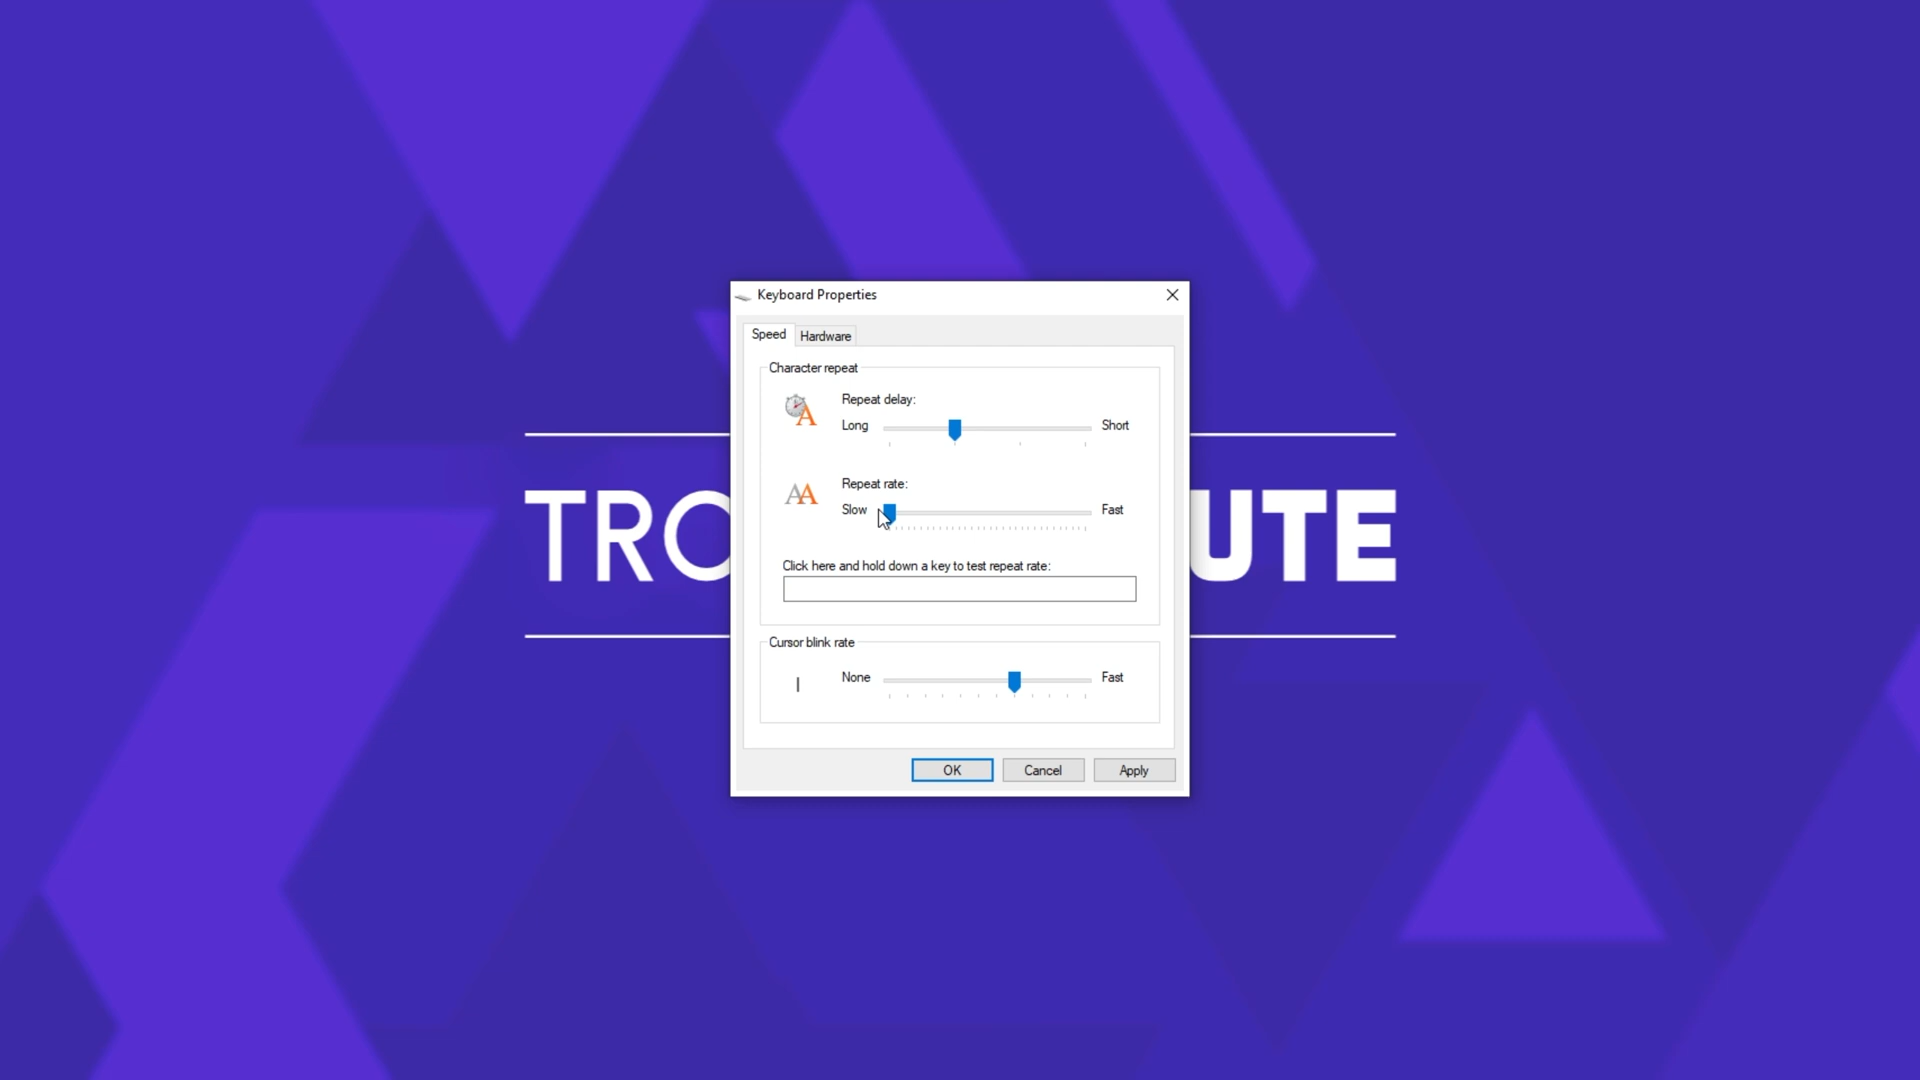 Keyboard Properties
Speed
Hardware
Character repeat
Repeat delay:
Long
Short
Repeat rate:
Slow
Fast
TRO
UTE
Click here and hold down a key to test repeat rate:
Cursor blink rate
None
Fast
OK
Cancel
Apply